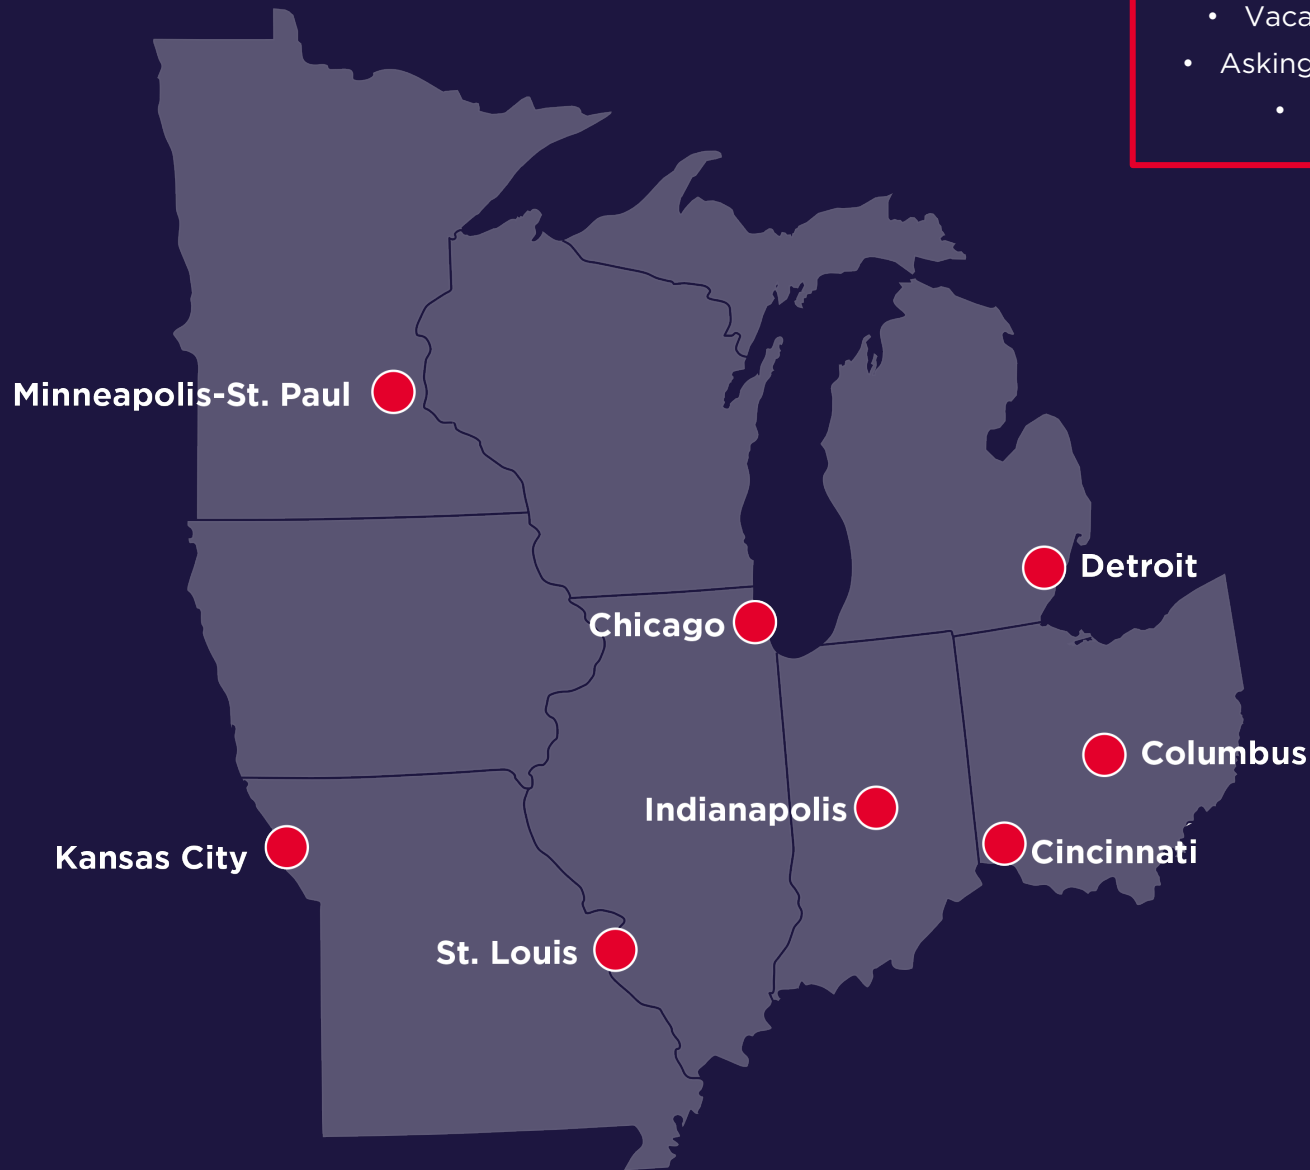 • Vaca
• Asking
•
Minneapolis-St. Paul
Detroit
Chicago
Columbus
Indianapolis
Cincinnati
Kansas City
St. Louis